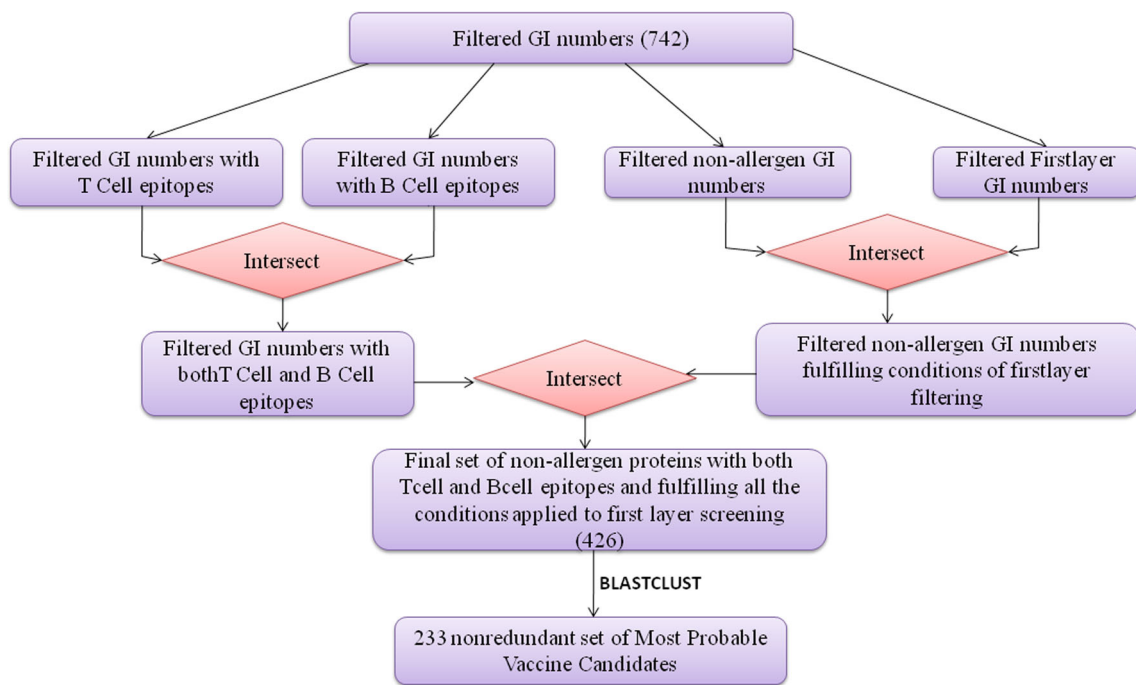 Filtered GI numbers (742)
Filtered GI numbers with
T Cell epitopes
Filtered GI numbers
with B Cell epitopes
Filtered non-allergen GI
numbers
Filtered Firstlayer
GI numbers
Intersect
Intersect
Filtered GI numbers with
bothT Cell and B Cell
epitopes
Intersect
Filtered non-allergen GI numbers
fulfilling conditions of firstlayer
filtering
Final set of non-allergen proteins with both
Tcell and Bcell epitopes and fulfilling all the
conditions applied to first layer screening
(426)
BLASTCLUST
233 nonredundant set of Most Probable
Vaccine Candidates